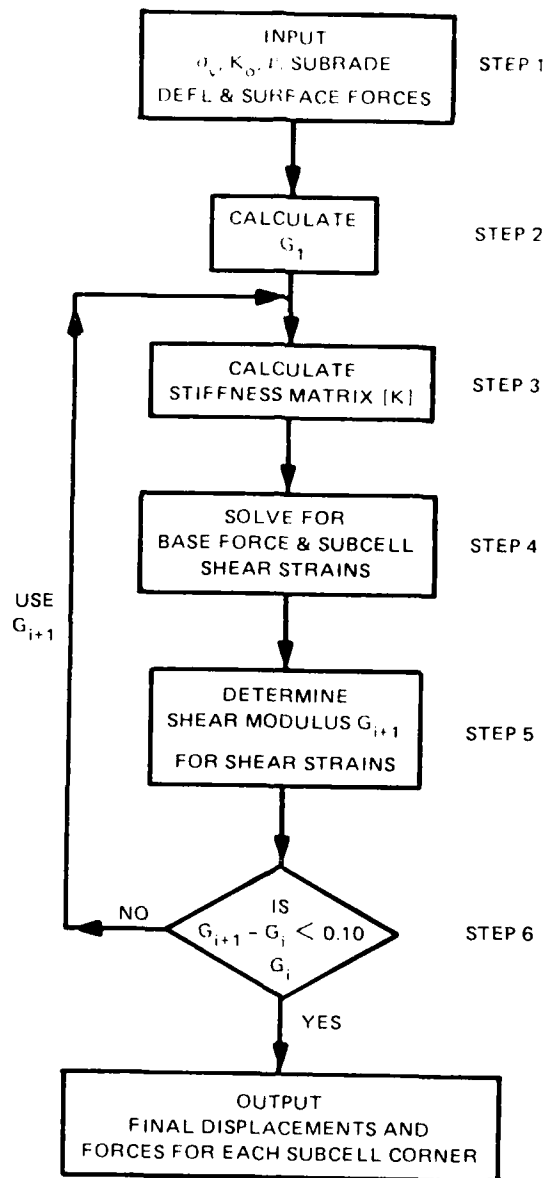 INPUT
σᵥ, K₀, SUBRADE
DEFL & SURFACE FORCES
STEP 1
CALCULATE
G₁
STEP 2
CALCULATE
STIFFNESS MATRIX [K]
STEP 3
SOLVE FOR
BASE FORCE & SUBCELL
SHEAR STRAINS
STEP 4
USE
Gᵢ₊₁
DETERMINE
SHEAR MODULUS Gᵢ₊₁
FOR SHEAR STRAINS
STEP 5
NO
IS
Gᵢ₊₁ - Gᵢ < 0.10
Gᵢ
STEP 6
YES
OUTPUT
FINAL DISPLACEMENTS AND
FORCES FOR EACH SUBCELL CORNER